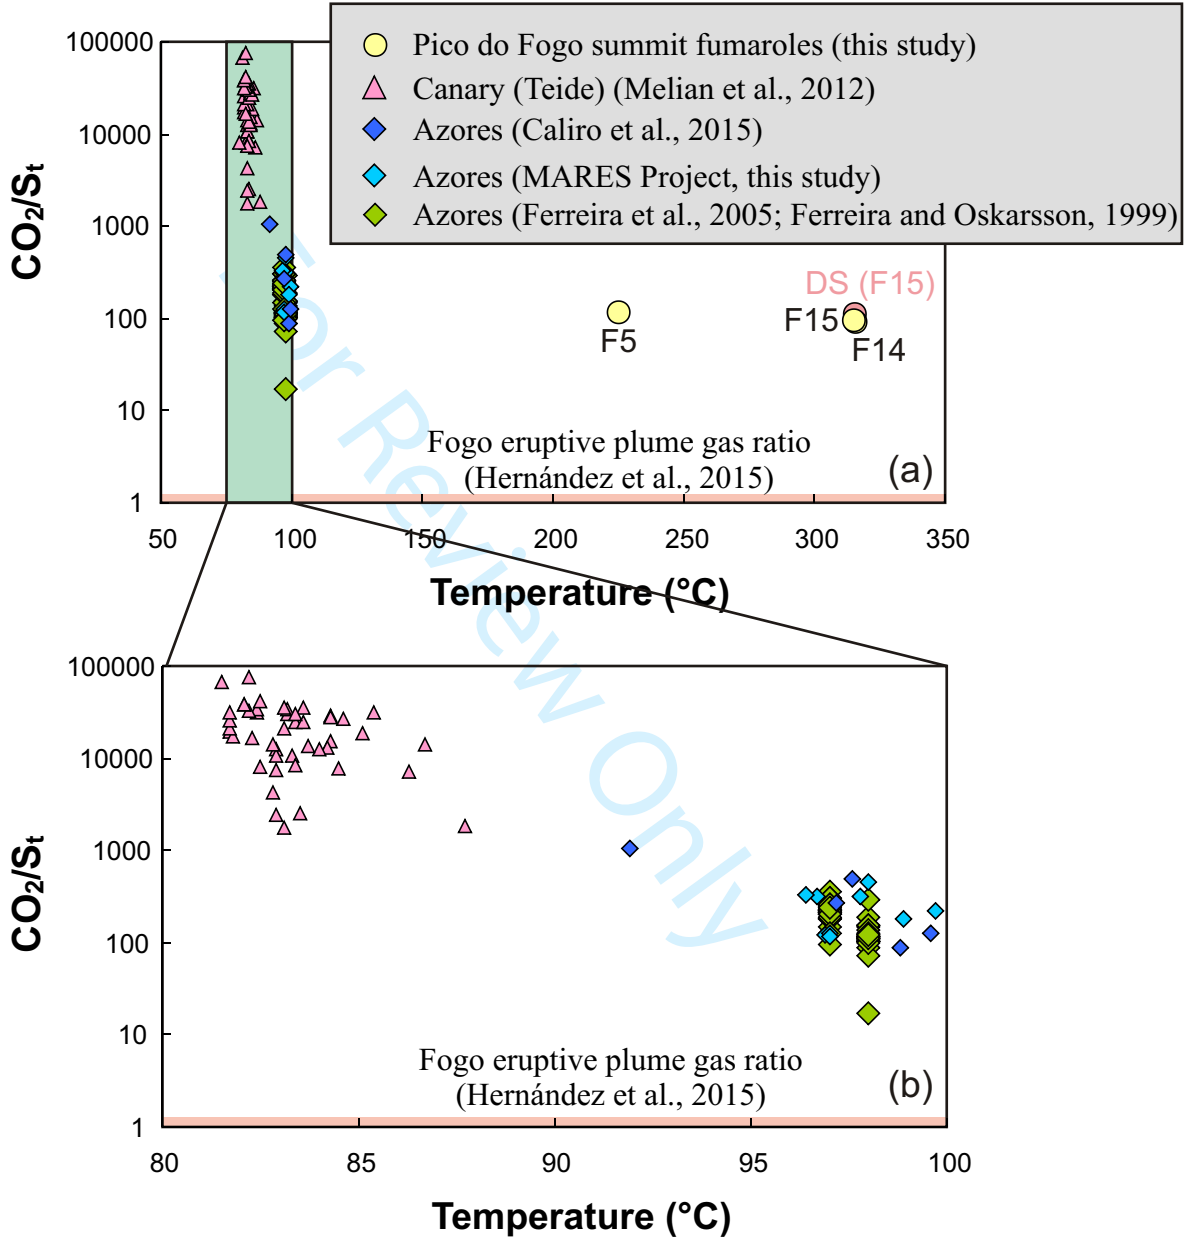 Pico do Fogo summit fumaroles (this study)
Canary (Teide) (Melian et al., 2012)
Azores (Caliro et al., 2015)
Azores (MARES Project, this study)
Azores (Ferreira et al., 2005; Ferreira and Oskarsson, 1999)
100000
10000
1000
100
10
1
CO₂/Sₜ
DS (F15)
F15
F14
F5
Fogo eruptive plume gas ratio
(Hernández et al., 2015)
(a)
50 100 150 200 250 300 350
Temperature (°C)
For Review Only
100000
10000
1000
100
10
1
CO₂/Sₜ
Fogo eruptive plume gas ratio
(Hernández et al., 2015)
(b)
80 85 90 95 100
Temperature (°C)